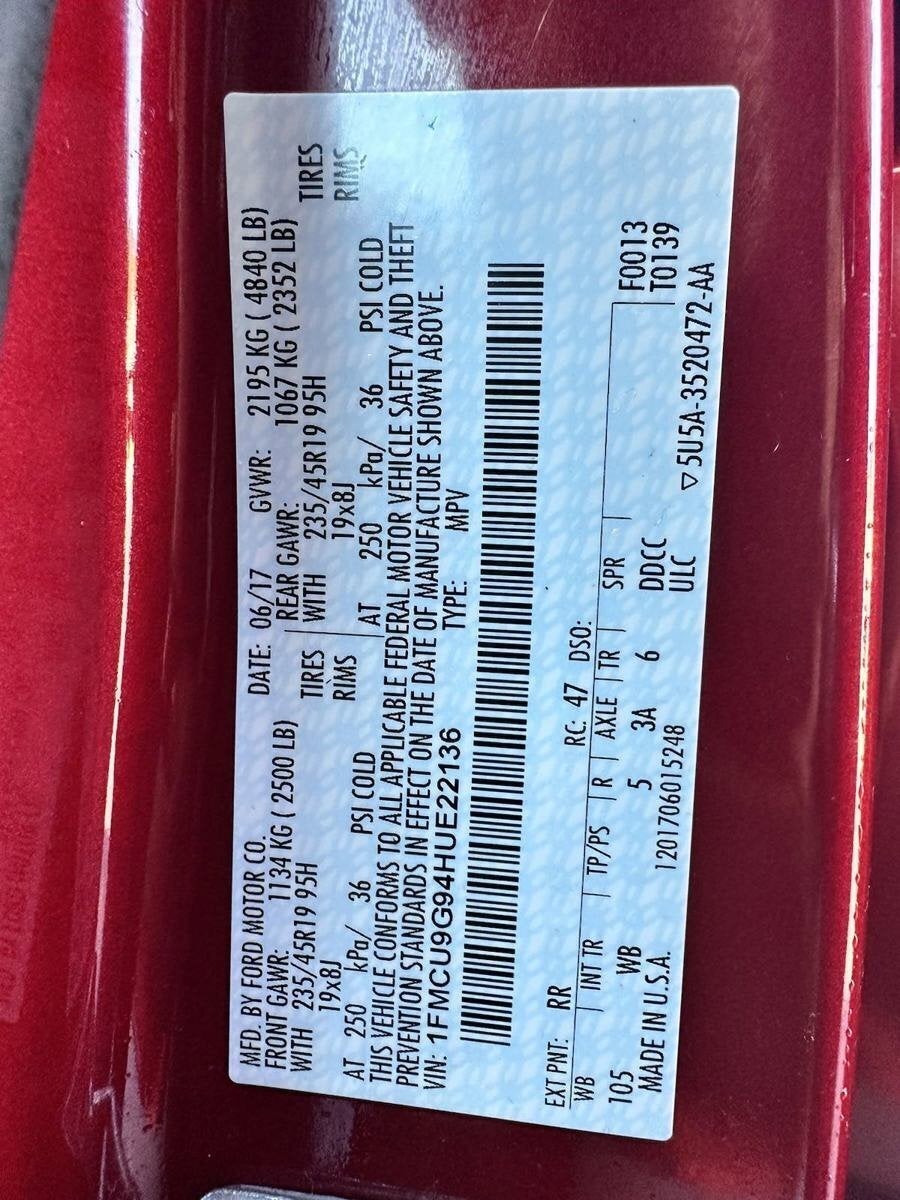 MFD. BY FORD MOTOR CO. DATE: 06/17 GVWR: 2195 KG ( 4840 LB)
FRONT GAWR: 1134 KG ( 2500 LB) REAR GAWR: 1067 KG ( 2352 LB)
WITH 235/45R19 95H TIRES WITH 235/45R19 95H TIRES
19x8J RIMS 19x8J RIMS
AT 250 kPa/ 36 PSI COLD AT 250 kPa/ 36 PSI COLD
THIS VEHICLE CONFORMS TO ALL APPLICABLE FEDERAL MOTOR VEHICLE SAFETY AND THEFT
PREVENTION STANDARDS IN EFFECT ON THE DATE OF MANUFACTURE SHOWN ABOVE.
VIN: 1FMCU9G94HUE22136 TYPE: MPV
EXT PNT: RR RC: 47 DSO:
WB INT TR TP/PS R AXLE TR SPR F0013
105 WB 5 3A 6 DDCC T0139
MADE IN U.S.A. 1201706015248 ULC ▽5U5A-3520472-AA